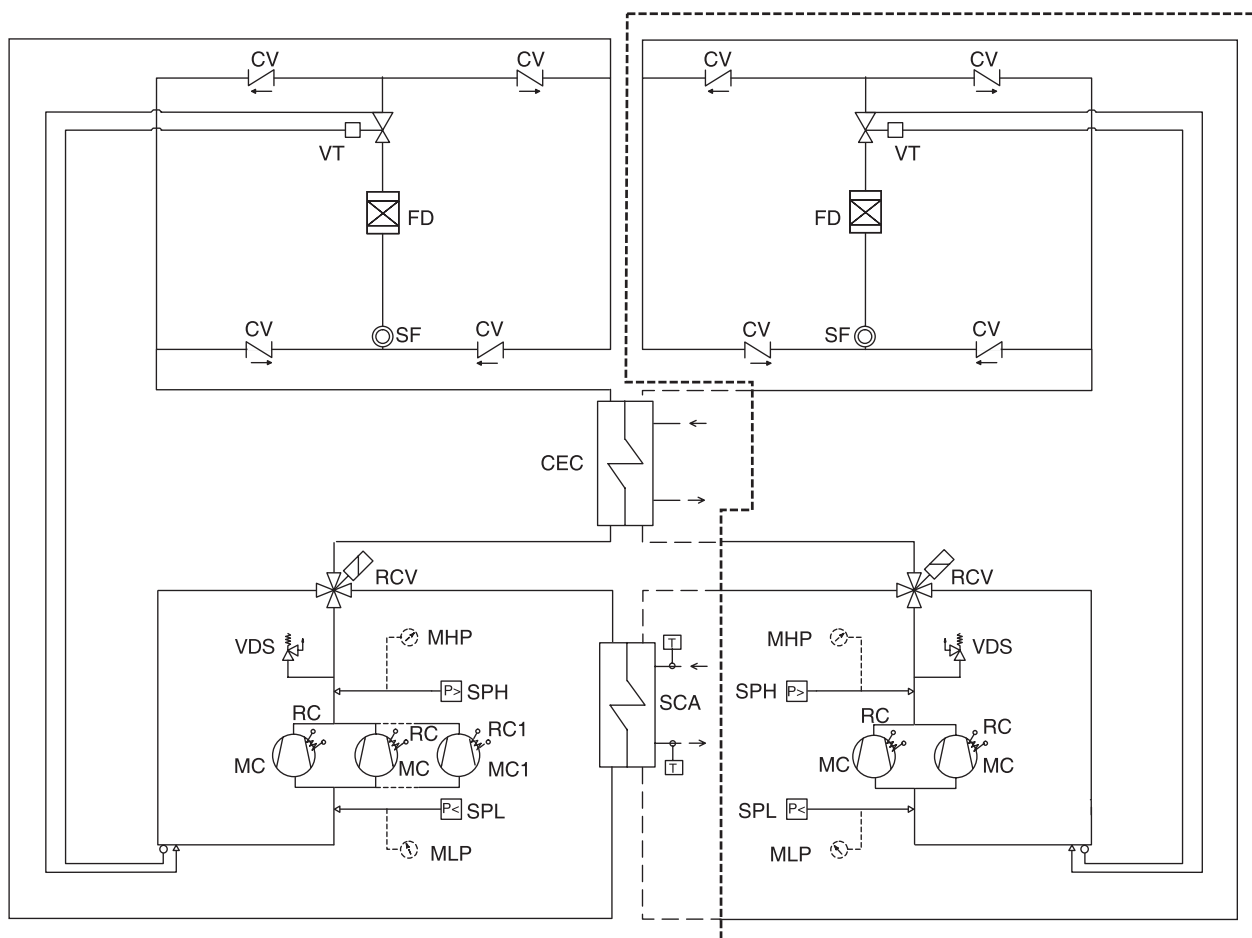 CV CV CV CV
VT VT
FD FD
CV SF CV CV SF CV
CEC
RCV RCV
VDS MHP MHP VDS
P> SPH T SPH P>
SCA
RC RC RC1 RC RC
MC MC MC1 MC MC
P< SPL T SPL P<
MLP MLP